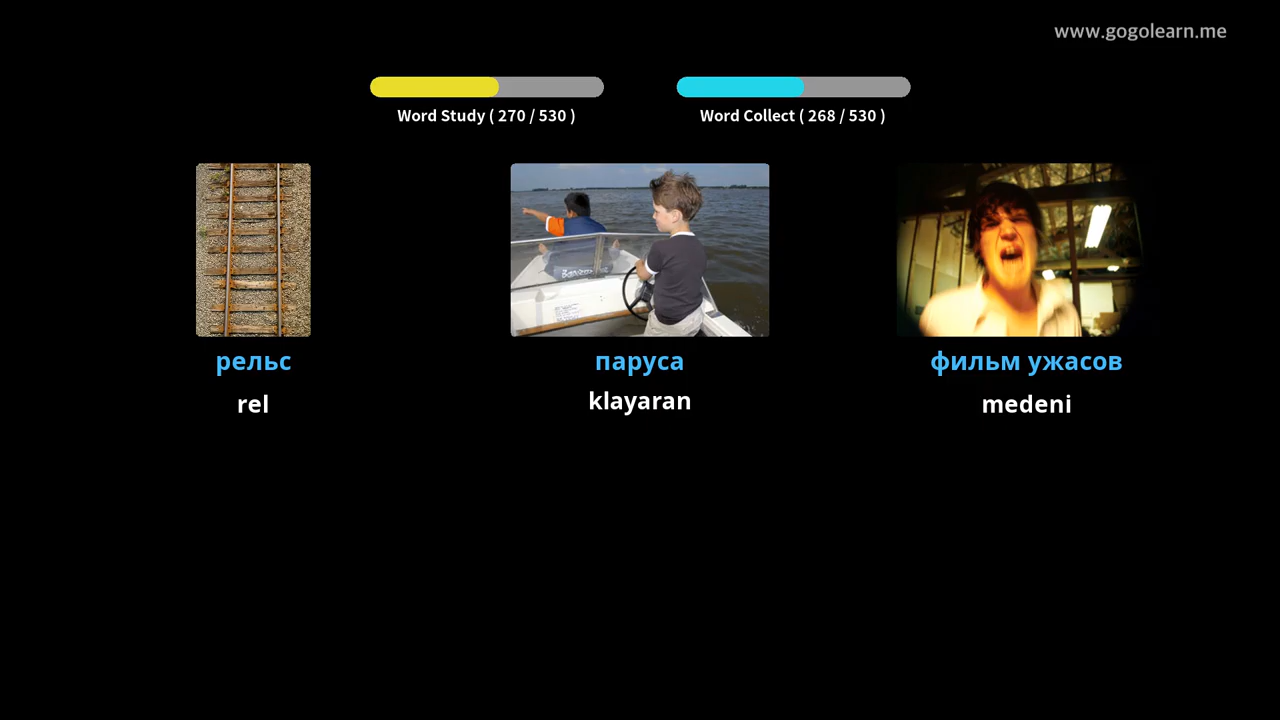 www.gogolearn.me
Word Study ( 270 / 530 )
Word Collect ( 268 / 530 )
рельс
паруса
фильм ужасов
rel
klayaran
medeni